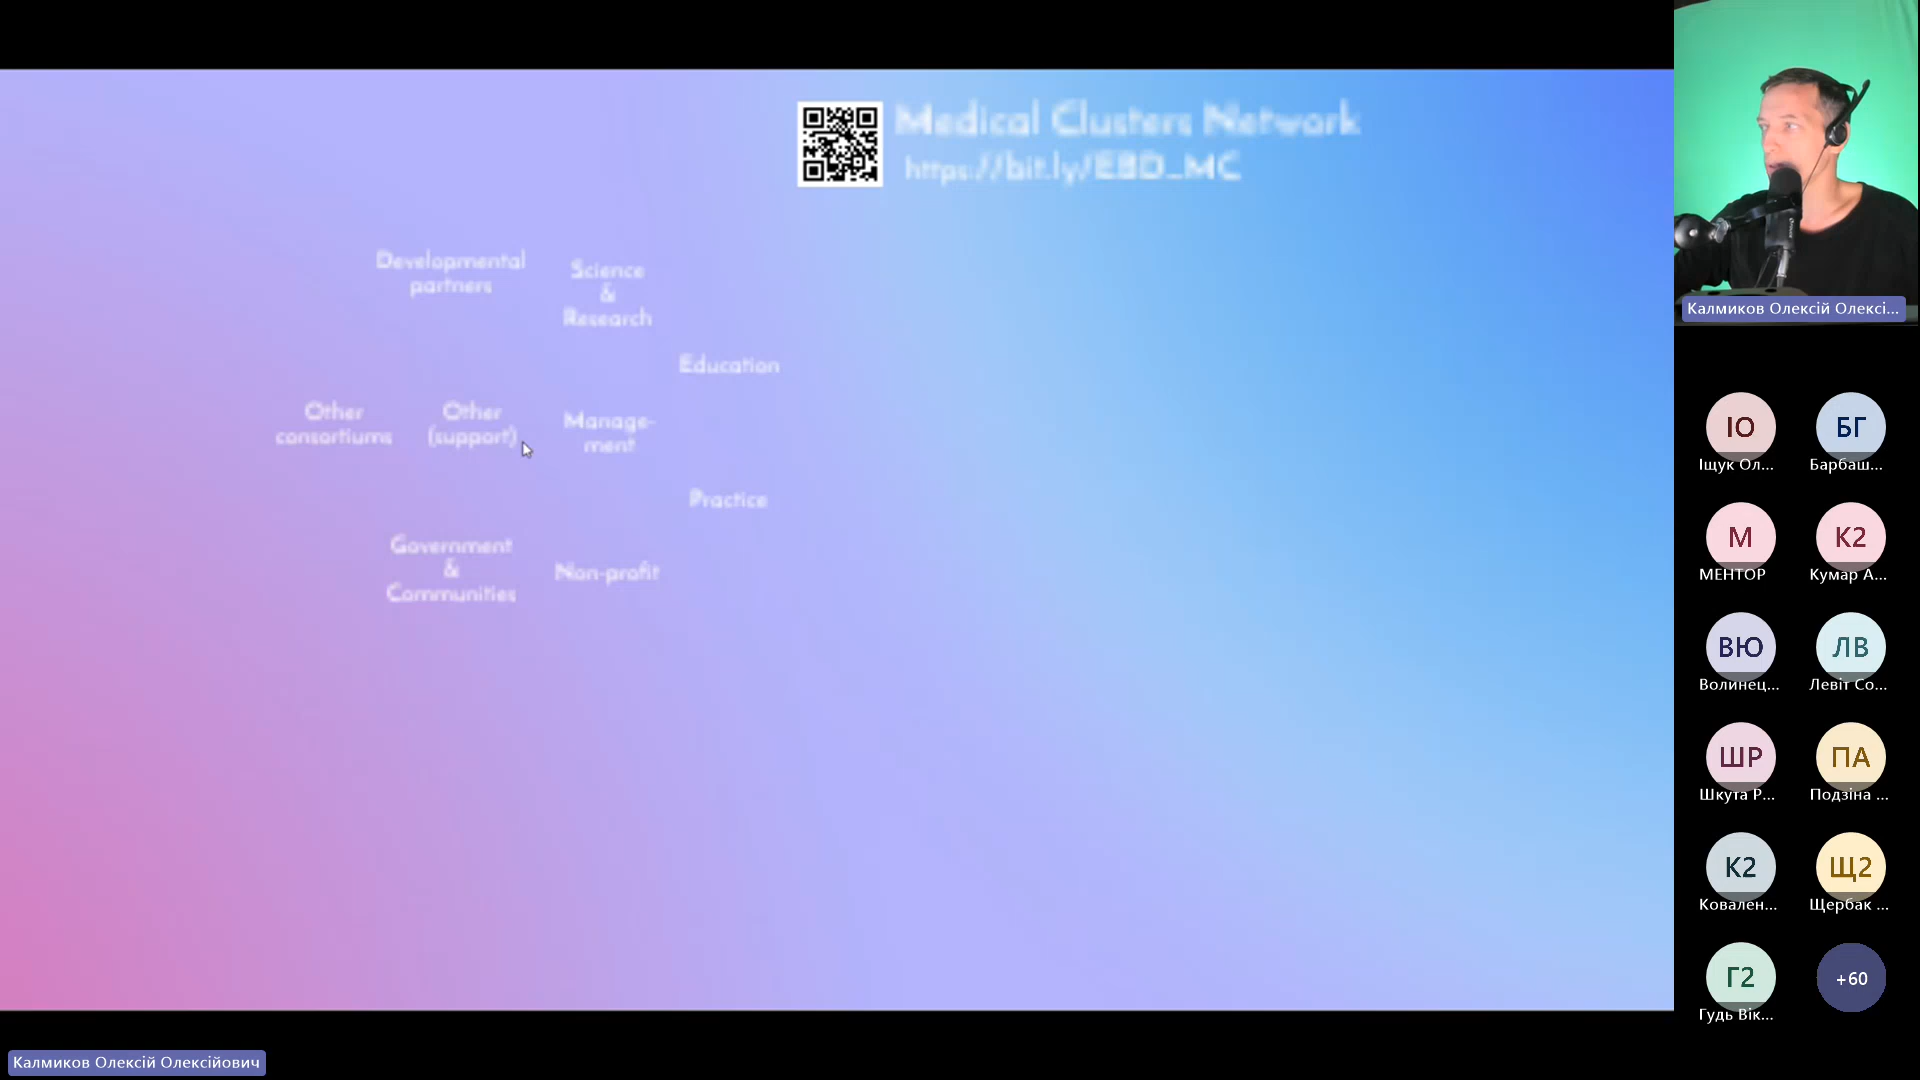 Medical Clusters Network
https://bit.ly/EBD_MC
Developmental
partners
Science
&
Research
Education
Other
consortiums
Other
(support)
Manage-
ment
Practice
Government
&
Communities
Non-profit
Калмиков Олексій Олексі...
ІО
Іщук Ол...
БГ
Барбаш...
М
МЕНТОР
К2
Кумар А...
ВЮ
Волинец...
ЛВ
Левіт Со...
ШР
Шкута Р...
ПА
Подзіна ...
К2
Ковален...
Щ2
Щербак ...
Г2
Гудь Вік...
+60
Калмиков Олексій Олексійович